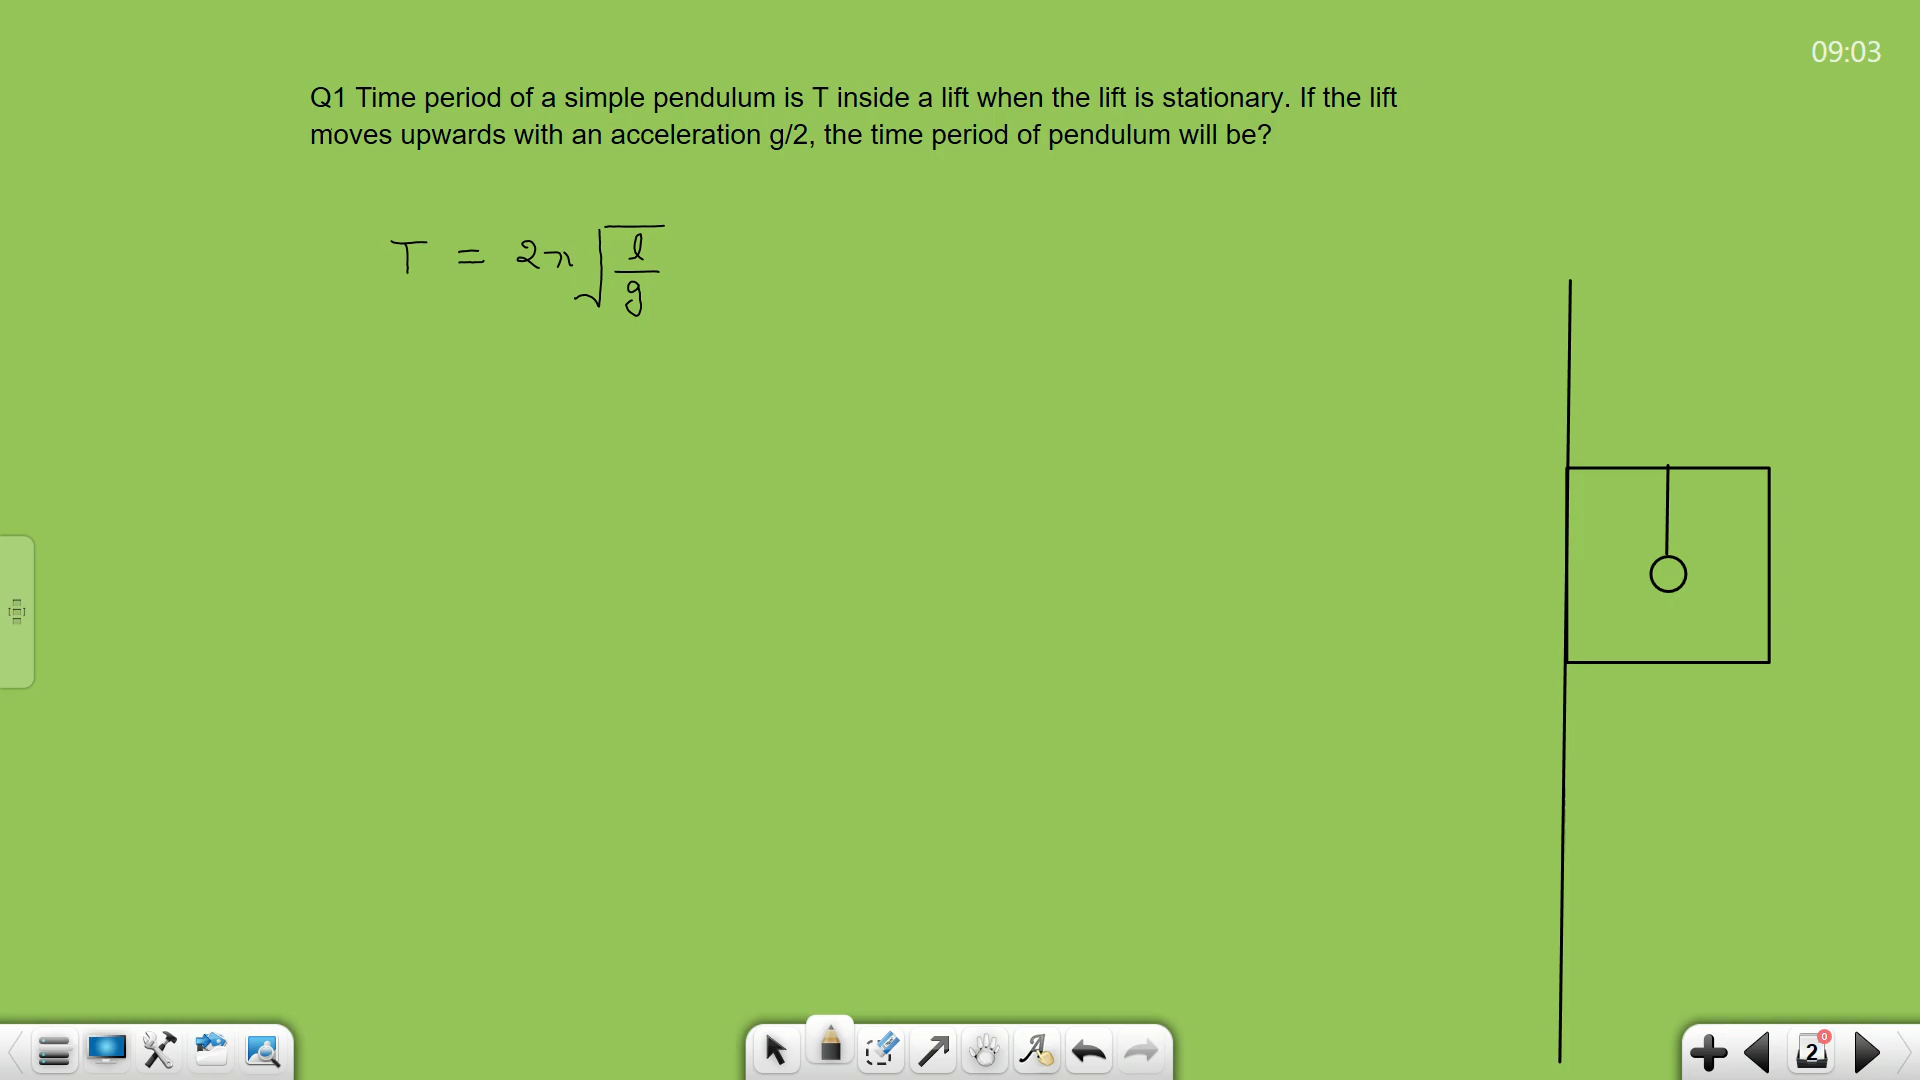 09:03
Q1 Time period of a simple pendulum is T inside a lift when the lift is stationary. If the lift
moves upwards with an acceleration g/2, the time period of pendulum will be?
T = 2π√(l/g)
2
0